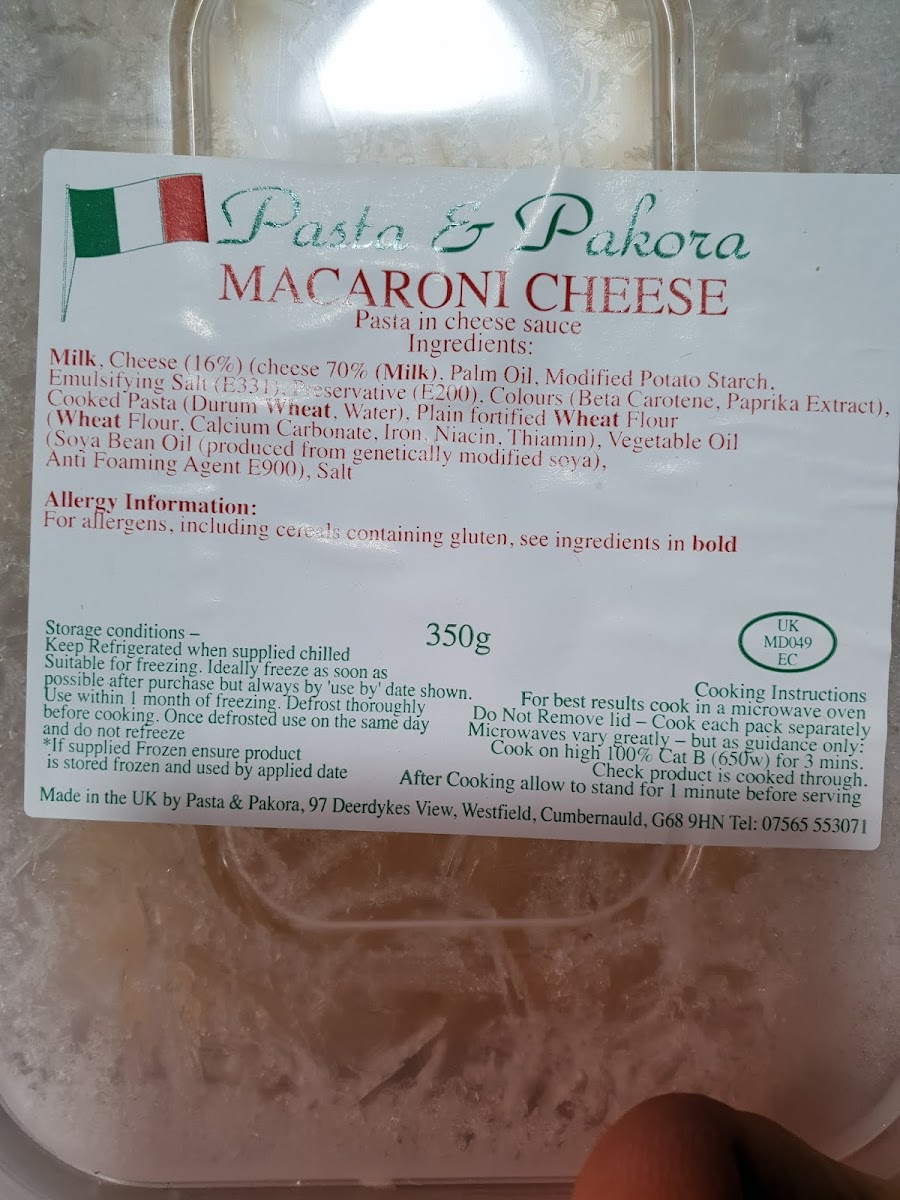 Pasta & Pakora
MACARONI CHEESE
Pasta in cheese sauce
Ingredients:
Milk, Cheese (16%) (cheese 70% (Milk), Palm Oil, Modified Potato Starch,
Emulsifying Salt (E331), Preservative (E200), Colours (Beta Carotene, Paprika Extract),
Cooked Pasta (Durum Wheat, Water), Plain fortified Wheat Flour
(Wheat Flour, Calcium Carbonate, Iron, Niacin, Thiamin), Vegetable Oil
(Soya Bean Oil (produced from genetically modified soya),
Anti Foaming Agent E900), Salt
Allergy Information:
For allergens, including cereals containing gluten, see ingredients in bold
Storage conditions –
Keep Refrigerated when supplied chilled
Suitable for freezing. Ideally freeze as soon as
possible after purchase but always by 'use by' date shown.
Use within 1 month of freezing. Defrost thoroughly
before cooking. Once defrosted use on the same day
and do not refreeze
*If supplied Frozen ensure product
is stored frozen and used by applied date
350g
UK
MD049
EC
Cooking Instructions
For best results cook in a microwave oven
Do Not Remove lid – Cook each pack separately
Microwaves vary greatly – but as guidance only:
Cook on high 100% Cat B (650w) for 3 mins.
Check product is cooked through.
After Cooking allow to stand for 1 minute before serving
Made in the UK by Pasta & Pakora, 97 Deerdykes View, Westfield, Cumbernauld, G68 9HN Tel: 07565 553071